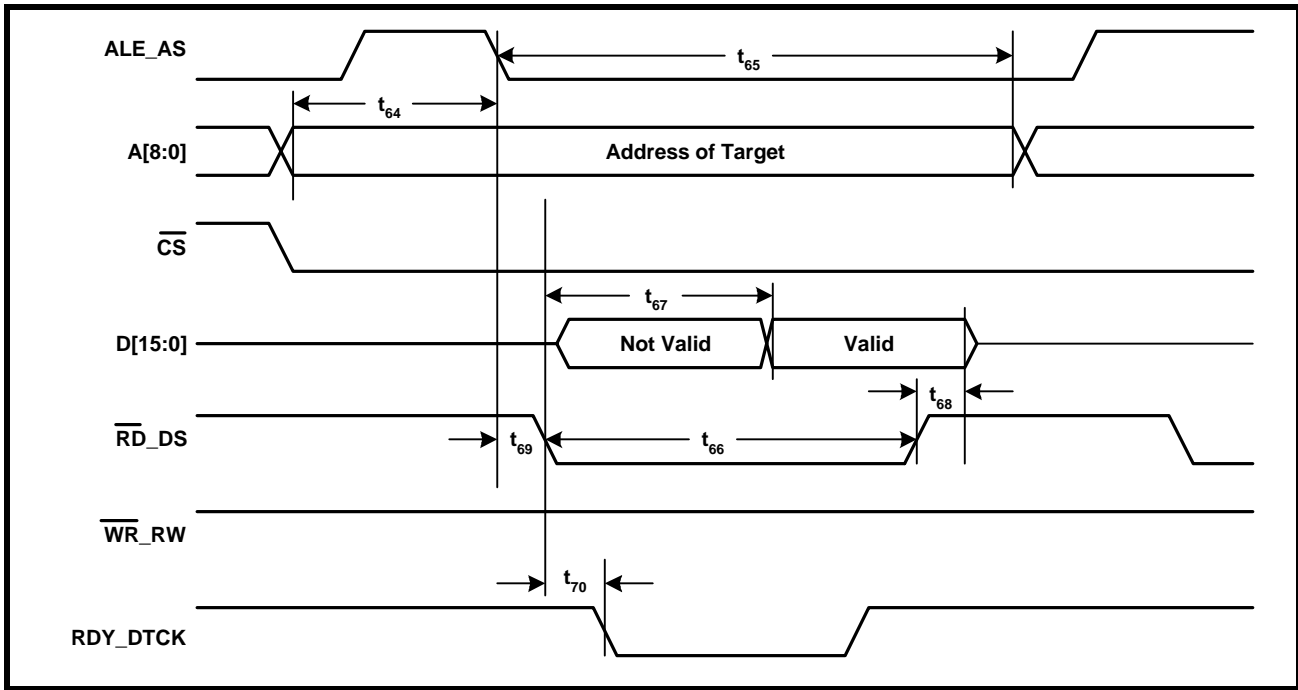 ALE_AS
t65
t64
A[8:0]
Address of Target
CS
t67
D[15:0]
Not Valid
Valid
t68
RD_DS
t69
t66
WR_RW
t70
RDY_DTCK